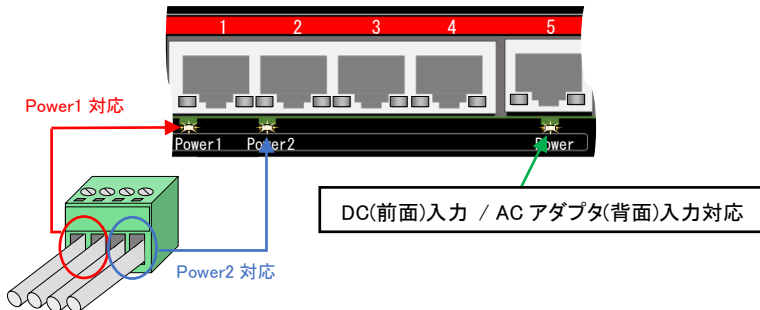 1 2 3 4 5
Power1 対応
Power1 Power2 Power
DC(前面)入力 / AC アダプタ(背面)入力対応
Power2 対応